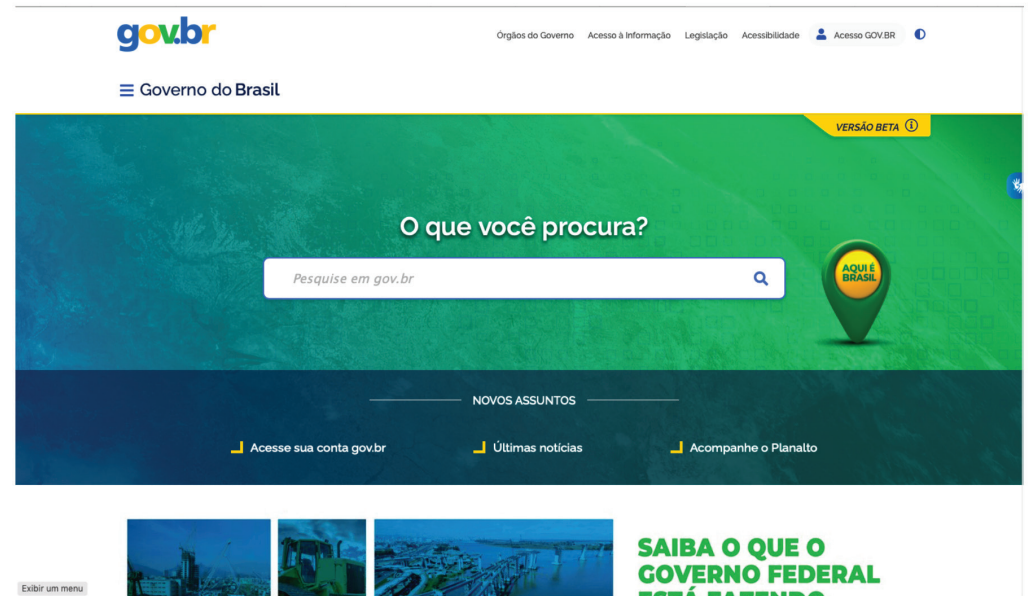 gov.br
Órgãos do Governo Acesso à Informação Legislação Acessibilidade Acesso GOV.BR
Governo do Brasil
VERSÃO BETA
O que você procura?
Pesquise em gov.br
AQUI É
BRASIL
NOVOS ASSUNTOS
Acesse sua conta gov.br Últimas notícias Acompanhe o Planalto
SAIBA O QUE O
GOVERNO FEDERAL
ESTÁ FAZENDO
Exibir um menu